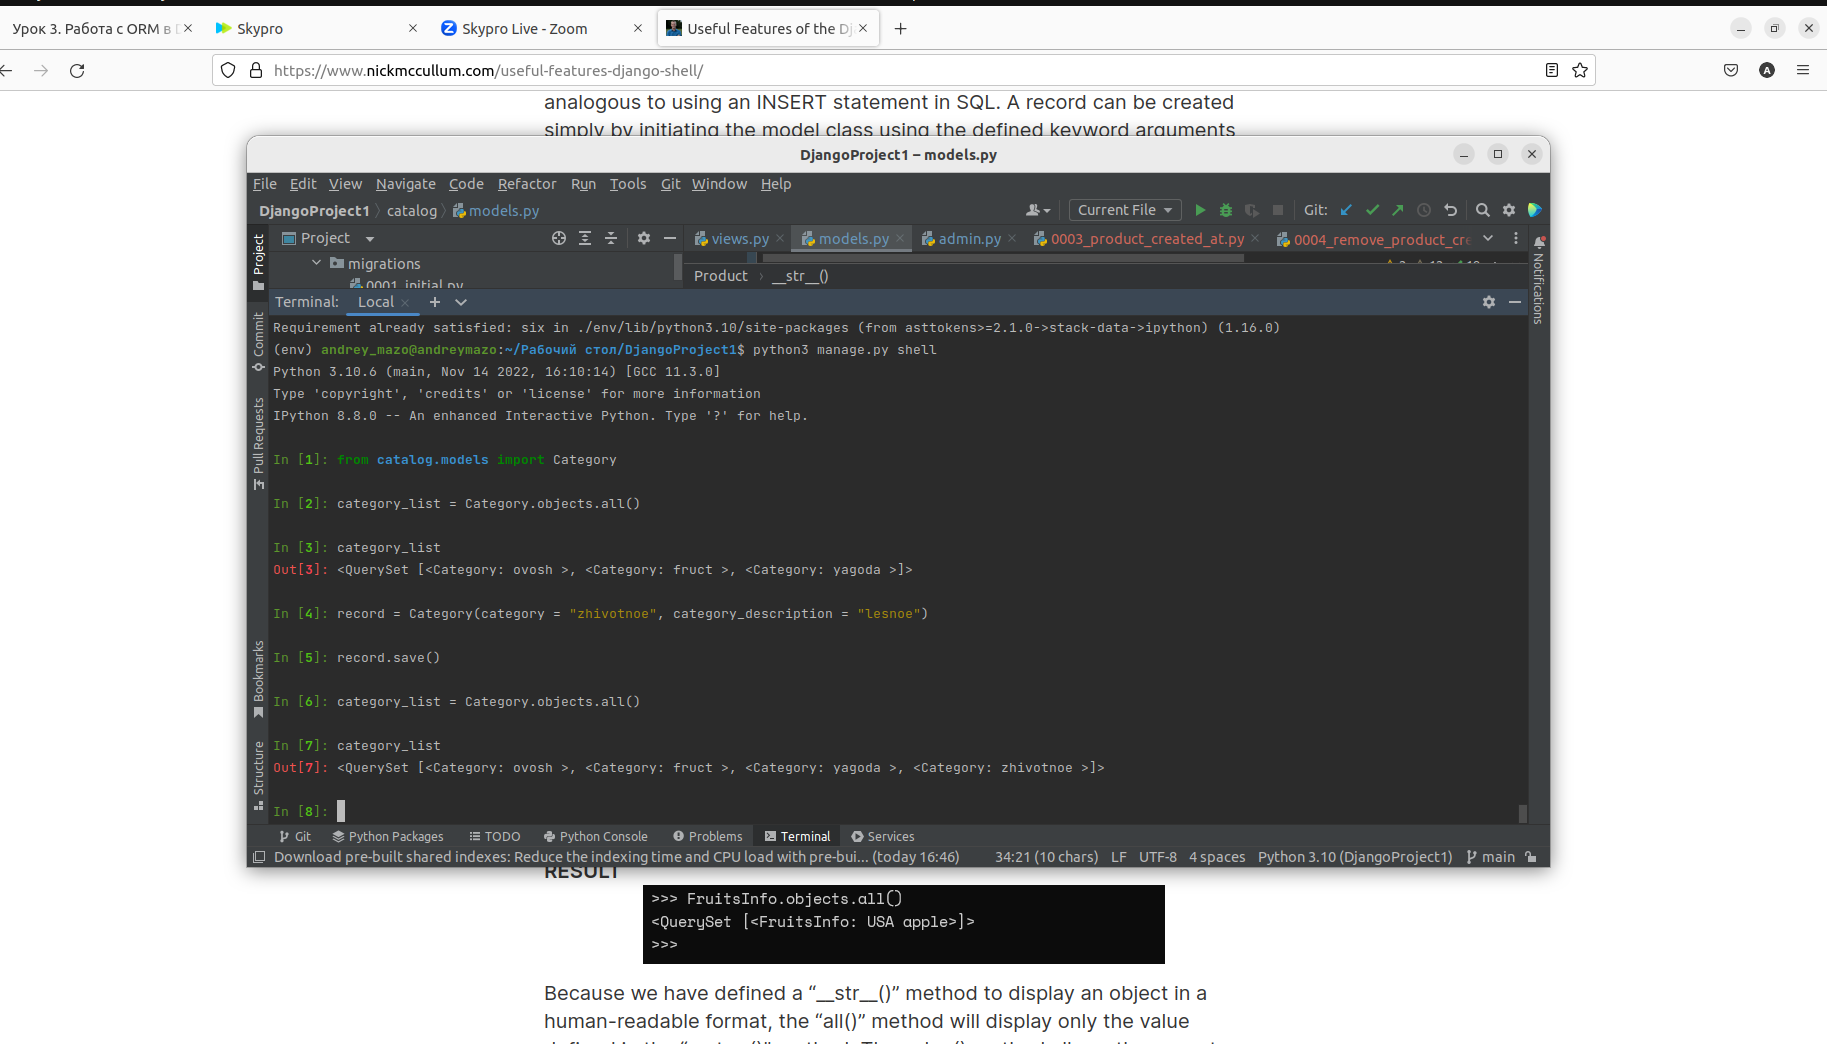 Урок 3. Работа с ORM в D
Skypro
Skypro Live - Zoom
Useful Features of the Dj
https://www.nickmccullum.com/useful-features-django-shell/
A
analogous to using an INSERT statement in SQL. A record can be created
simply by initiating the model class using the defined keyword arguments
DjangoProject1 – models.py
File Edit View Navigate Code Refactor Run Tools Git Window Help
DjangoProject1 catalog models.py
Current File
Git:
Project
Project
views.py
models.py
admin.py
0003_product_created_at.py
0004_remove_product_cre
migrations
0001_initial.py
Product › __str__()
Notifications
Terminal: Local
Commit
Pull Requests
Bookmarks
Structure
Requirement already satisfied: six in ./env/lib/python3.10/site-packages (from asttokens>=2.1.0->stack-data->ipython) (1.16.0)
(env) andrey_mazo@andreymazo:~/Рабочий стол/DjangoProject1$ python3 manage.py shell
Python 3.10.6 (main, Nov 14 2022, 16:10:14) [GCC 11.3.0]
Type 'copyright', 'credits' or 'license' for more information
IPython 8.8.0 -- An enhanced Interactive Python. Type '?' for help.
In [1]: from catalog.models import Category
In [2]: category_list = Category.objects.all()
In [3]: category_list
Out[3]: <QuerySet [<Category: ovosh >, <Category: fruct >, <Category: yagoda >]>
In [4]: record = Category(category = "zhivotnoe", category_description = "lesnoe")
In [5]: record.save()
In [6]: category_list = Category.objects.all()
In [7]: category_list
Out[7]: <QuerySet [<Category: ovosh >, <Category: fruct >, <Category: yagoda >, <Category: zhivotnoe >]>
In [8]:
Git Python Packages TODO Python Console Problems Terminal Services
Download pre-built shared indexes: Reduce the indexing time and CPU load with pre-bui... (today 16:46) 34:21 (10 chars) LF UTF-8 4 spaces Python 3.10 (DjangoProject1) main
RESULT
>>> FruitsInfo.objects.all()
<QuerySet [<FruitsInfo: USA apple>]>
>>>
Because we have defined a “__str__()” method to display an object in a
human-readable format, the “all()” method will display only the value